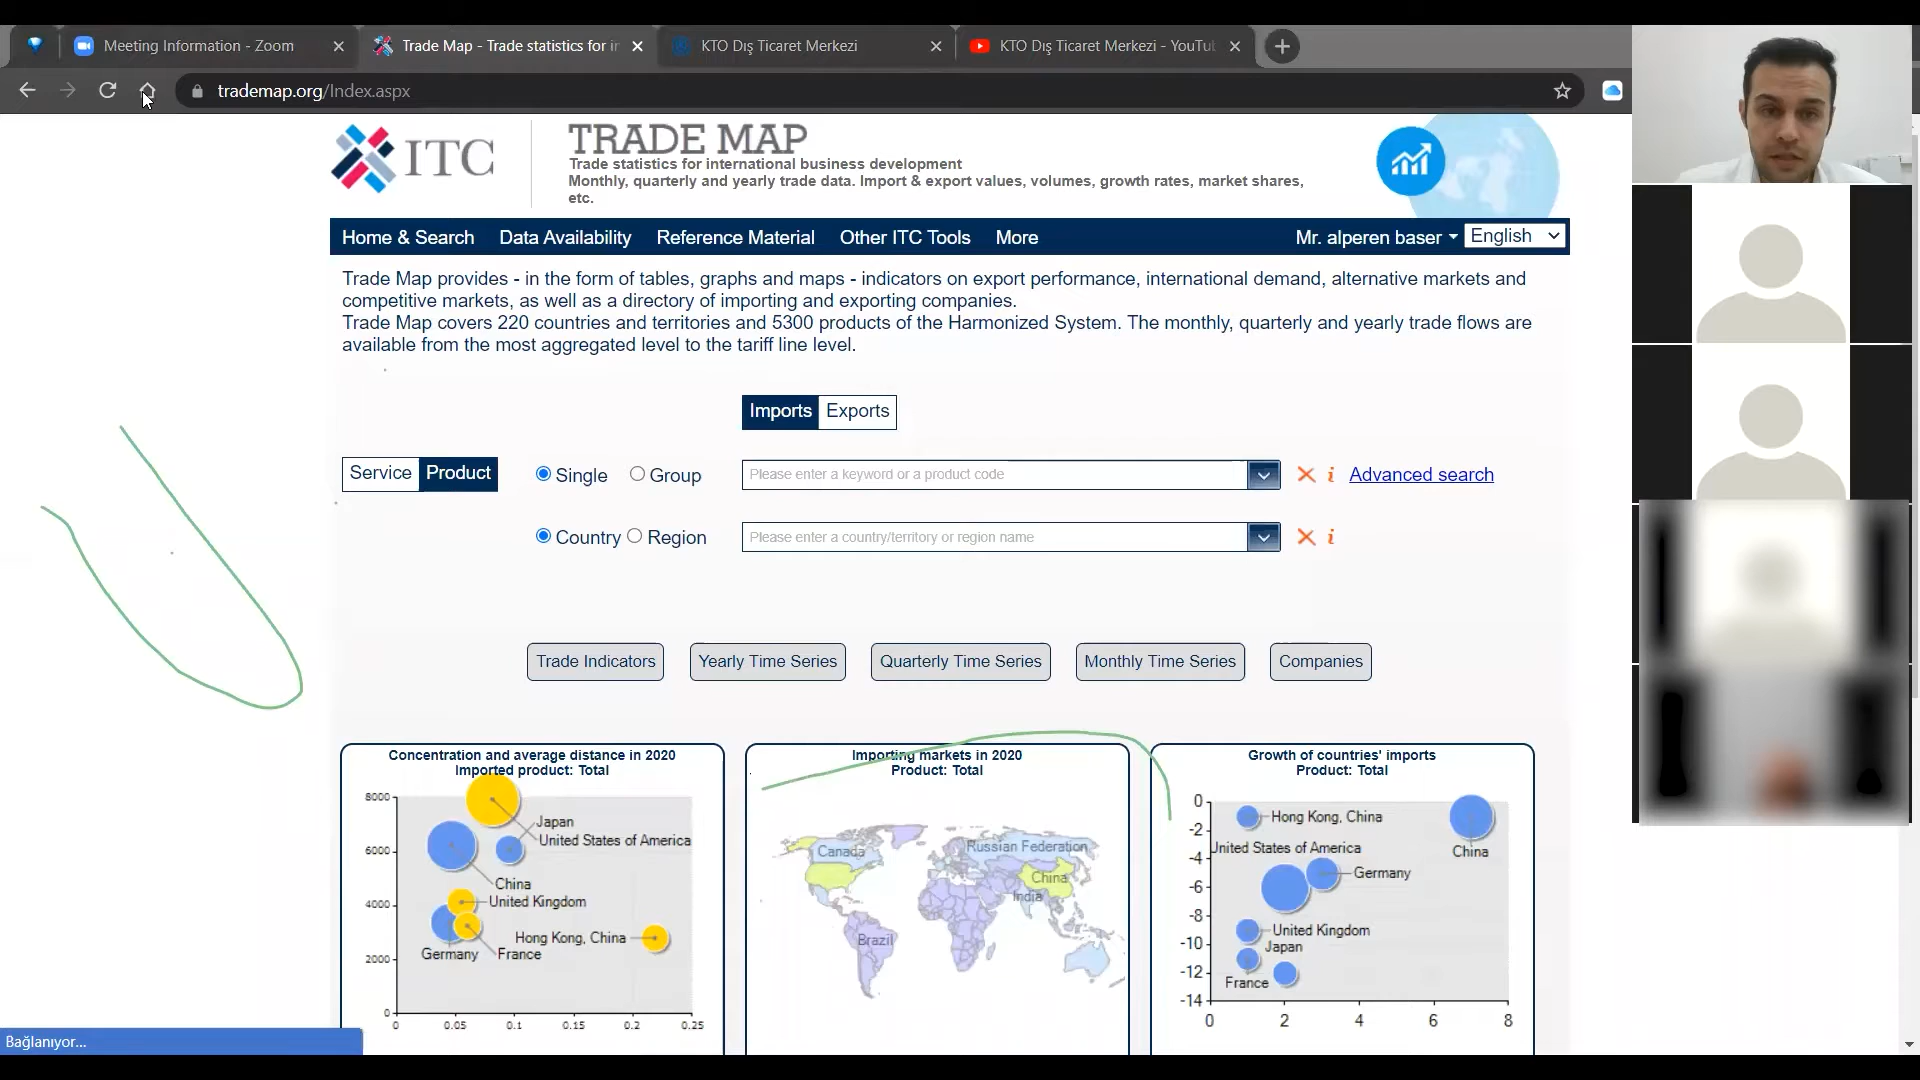 Meeting Information - Zoom
Trade Map - Trade statistics for in
KTO Dış Ticaret Merkezi
KTO Dış Ticaret Merkezi - YouTu
trademap.org/Index.aspx
ITC
TRADE MAP
Trade statistics for international business development
Monthly, quarterly and yearly trade data. Import & export values, volumes, growth rates, market shares,
etc.
Home & Search
Data Availability
Reference Material
Other ITC Tools
More
Mr. alperen baser
English
Trade Map provides - in the form of tables, graphs and maps - indicators on export performance, international demand, alternative markets and
competitive markets, as well as a directory of importing and exporting companies.
Trade Map covers 220 countries and territories and 5300 products of the Harmonized System. The monthly, quarterly and yearly trade flows are
available from the most aggregated level to the tariff line level.
Imports Exports
Service Product
Single Group
Please enter a keyword or a product code
i
Advanced search
Country Region
Please enter a country/territory or region name
i
Trade Indicators
Yearly Time Series
Quarterly Time Series
Monthly Time Series
Companies
Concentration and average distance in 2020
Imported product: Total
8000
6000
4000
2000
0
Japan
United States of America
China
United Kingdom
Hong Kong, China
Germany
France
0 0.05 0.1 0.15 0.2 0.25
Importing markets in 2020
Product: Total
Canada
Russian Federation
China
India
Brazil
Growth of countries' imports
Product: Total
0
-2
-4
-6
-8
-10
-12
-14
Hong Kong, China
United States of America
China
Germany
United Kingdom
Japan
France
0 2 4 6 8
Bağlanıyor...